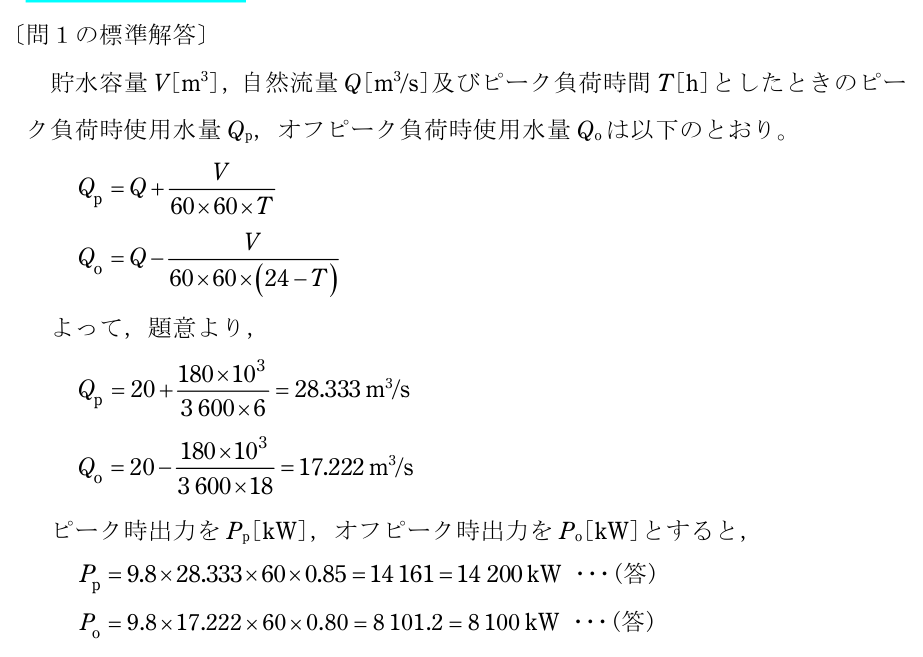 〔問 1 の標準解答〕
貯水容量 V[m³]，自然流量 Q[m³/s]及びピーク負荷時間 T[h]としたときのピー
ク負荷時使用水量 Qp，オフピーク負荷時使用水量 Qoは以下のとおり。
Qp = Q + V/(60×60×T)
Qo = Q − V/(60×60×(24−T))
よって，題意より，
Qp = 20 + (180×10³)/(3 600×6) = 28.333 m³/s
Qo = 20 − (180×10³)/(3 600×18) = 17.222 m³/s
ピーク時出力を Pp[kW]，オフピーク時出力を Po[kW]とすると，
Pp = 9.8×28.333×60×0.85 = 14 161 = 14 200 kW ･･･(答)
Po = 9.8×17.222×60×0.80 = 8 101.2 = 8 100 kW ･･･(答)